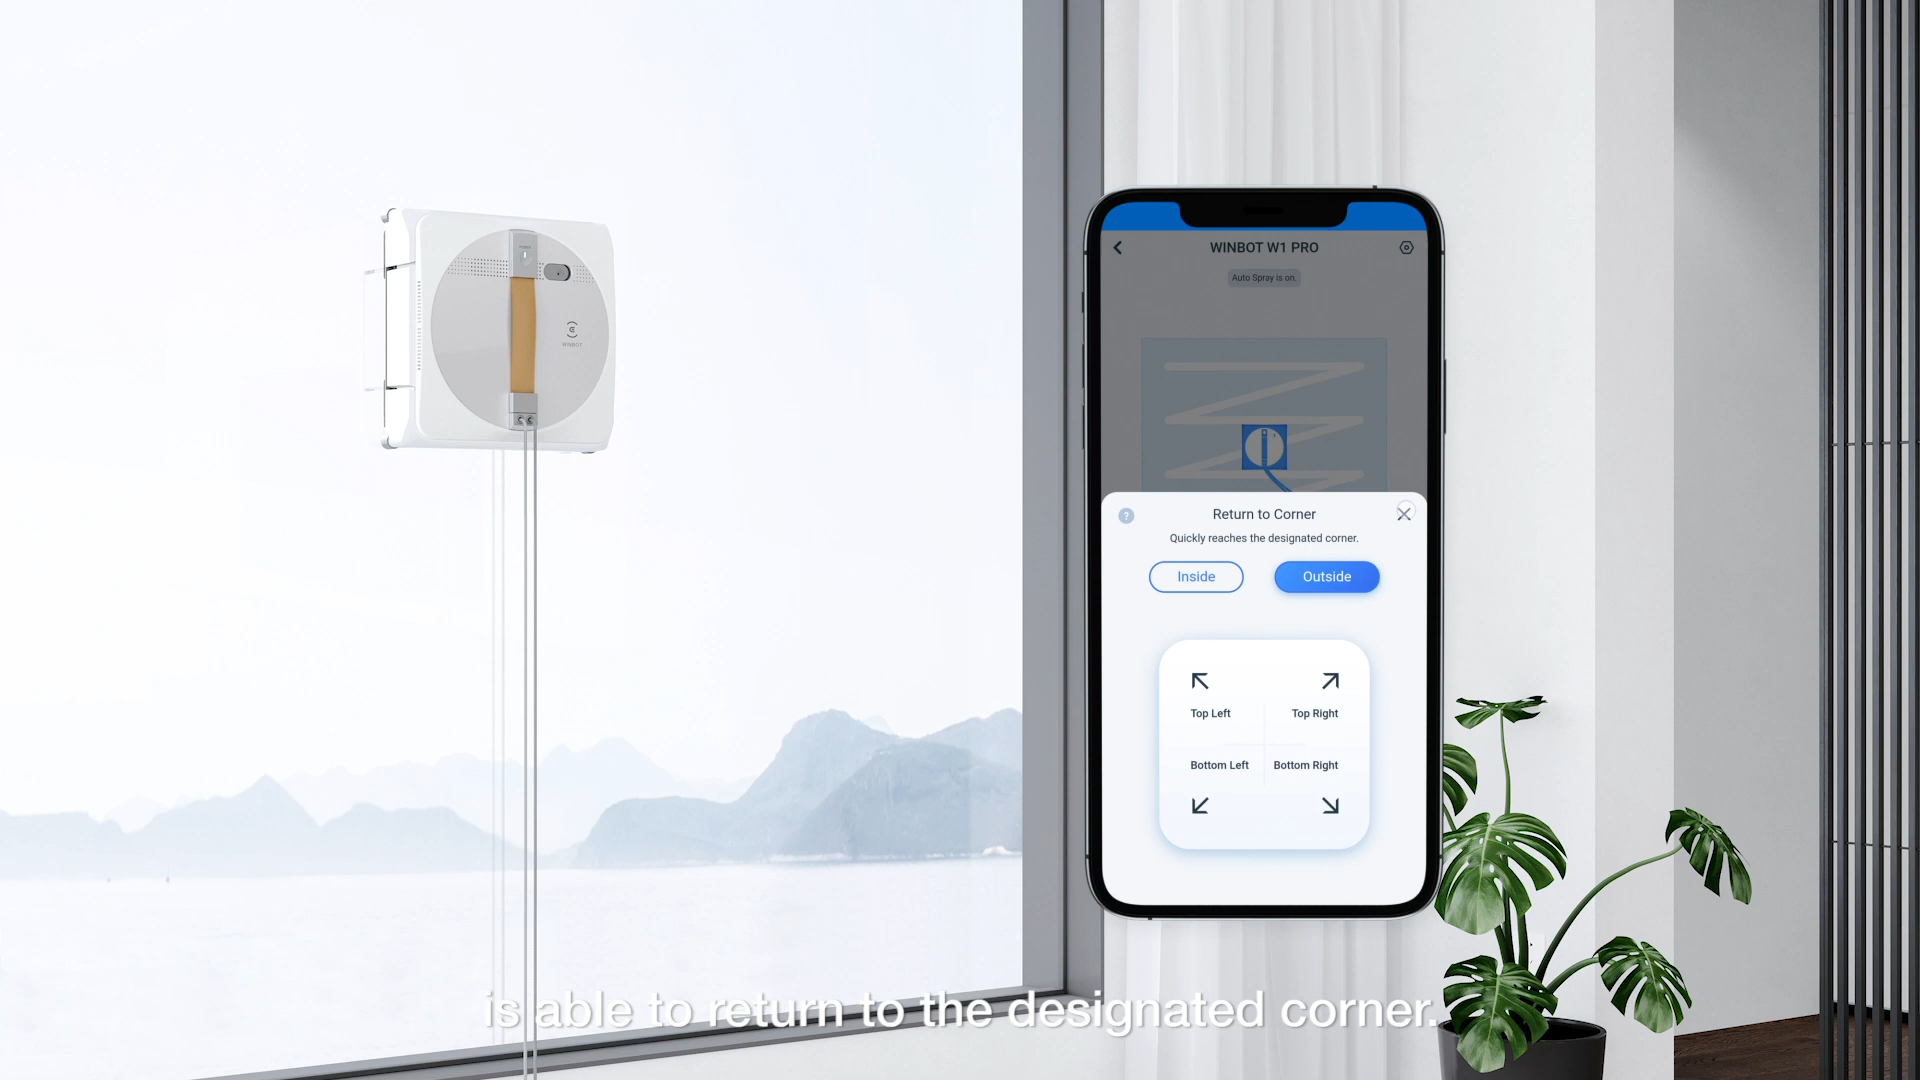 WINBOT
WINBOT W1 PRO
Auto Spray is on.
?
Return to Corner
Quickly reaches the designated corner.
Inside
Outside
Top Left
Top Right
Bottom Left
Bottom Right
is able to return to the designated corner.